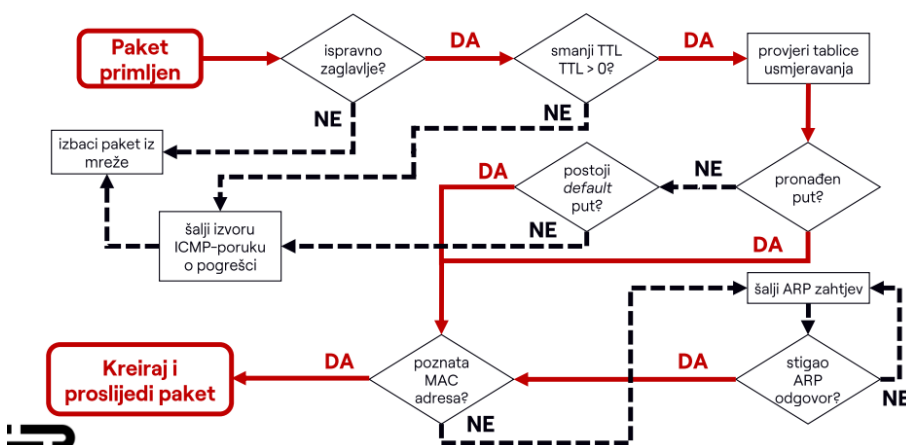 Paket
primljen
ispravno
zaglavlje?
DA
smanji TTL
TTL > 0?
DA
provjeri tablice
usmjeravanja
NE
NE
izbaci paket iz
mreže
DA
postoji
default
put?
NE
pronađen
put?
šalji izvoru
ICMP-poruku
o pogrešci
NE
DA
šalji ARP zahtjev
Kreiraj i
proslijedi paket
DA
poznata
MAC
adresa?
DA
stigao
ARP
odgovor?
NE
NE